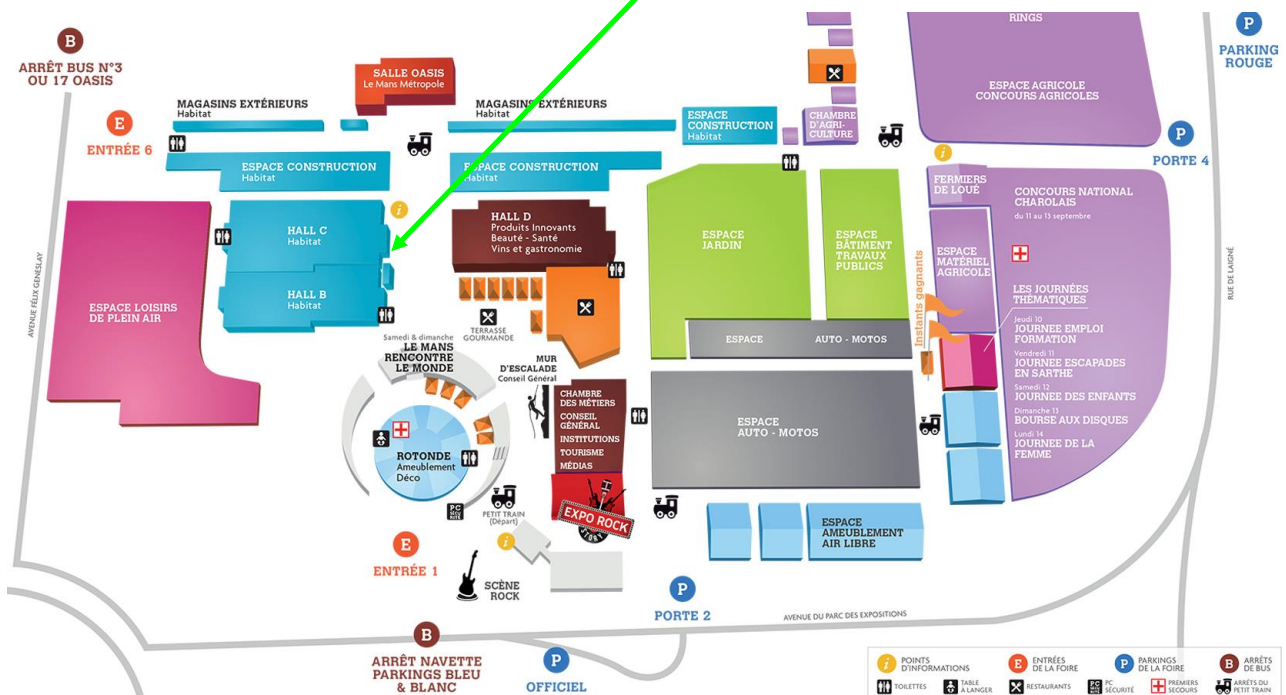 RINGS
B
ARRÊT BUS N°3
OU 17 OASIS
P
PARKING
ROUGE
SALLE OASIS
Le Mans Métropole
ESPACE AGRICOLE
CONCOURS AGRICOLES
MAGASINS EXTÉRIEURS
Habitat
MAGASINS EXTÉRIEURS
Habitat
ESPACE
CONSTRUCTION
Habitat
CHAMBRE
D'AGRI-
CULTURE
E
ENTRÉE 6
P
PORTE 4
i
ESPACE CONSTRUCTION
Habitat
ESPACE CONSTRUCTION
Habitat
FERMIERS
DE LOUÉ
CONCOURS NATIONAL
CHAROLAIS
du 11 au 13 septembre
i
HALL C
Habitat
HALL D
Produits Innovants
Beauté - Santé
Vins et gastronomie
ESPACE
JARDIN
ESPACE
BÂTIMENT
TRAVAUX
PUBLICS
ESPACE
MATÉRIEL
AGRICOLE
AVENUE FÉLIX GENESLAY
RUE DE LAIGNÉ
ESPACE LOISIRS
DE PLEIN AIR
HALL B
Habitat
Instants gagnants
LES JOURNÉES
THÉMATIQUES
Jeudi 10
JOURNEE EMPLOI
FORMATION
Vendredi 11
JOURNEE ESCAPADES
EN SARTHE
Samedi 12
JOURNEE DES ENFANTS
Dimanche 13
BOURSE AUX DISQUES
Lundi 14
JOURNEE DE LA
FEMME
TERRASSE
GOURMANDE
Samedi & dimanche
LE MANS
RENCONTRE
LE MONDE
ESPACE AUTO - MOTOS
MUR
D'ESCALADE
Conseil Général
CHAMBRE
DES MÉTIERS
CONSEIL
GÉNÉRAL
INSTITUTIONS
TOURISME
MÉDIAS
ESPACE
AUTO - MOTOS
ROTONDE
Ameublement
Déco
PC
SÉCU
RITÉ
PETIT TRAIN
(Départ)
EXPO ROCK
STORY
ESPACE
AMEUBLEMENT
AIR LIBRE
E
ENTRÉE 1
i
SCÈNE
ROCK
P
PORTE 2
AVENUE DU PARC DES EXPOSITIONS
B
ARRÊT NAVETTE
PARKINGS BLEU
& BLANC
P
OFFICIEL
i POINTS
D'INFORMATIONS
E ENTRÉES
DE LA FOIRE
P PARKINGS
DE LA FOIRE
B ARRÊTS
DE BUS
TOILETTES
TABLE
À LANGER
RESTAURANTS
PC
SÉCURITÉ
PREMIERS
SECOURS
ARRÊTS DU
PETIT TRAIN